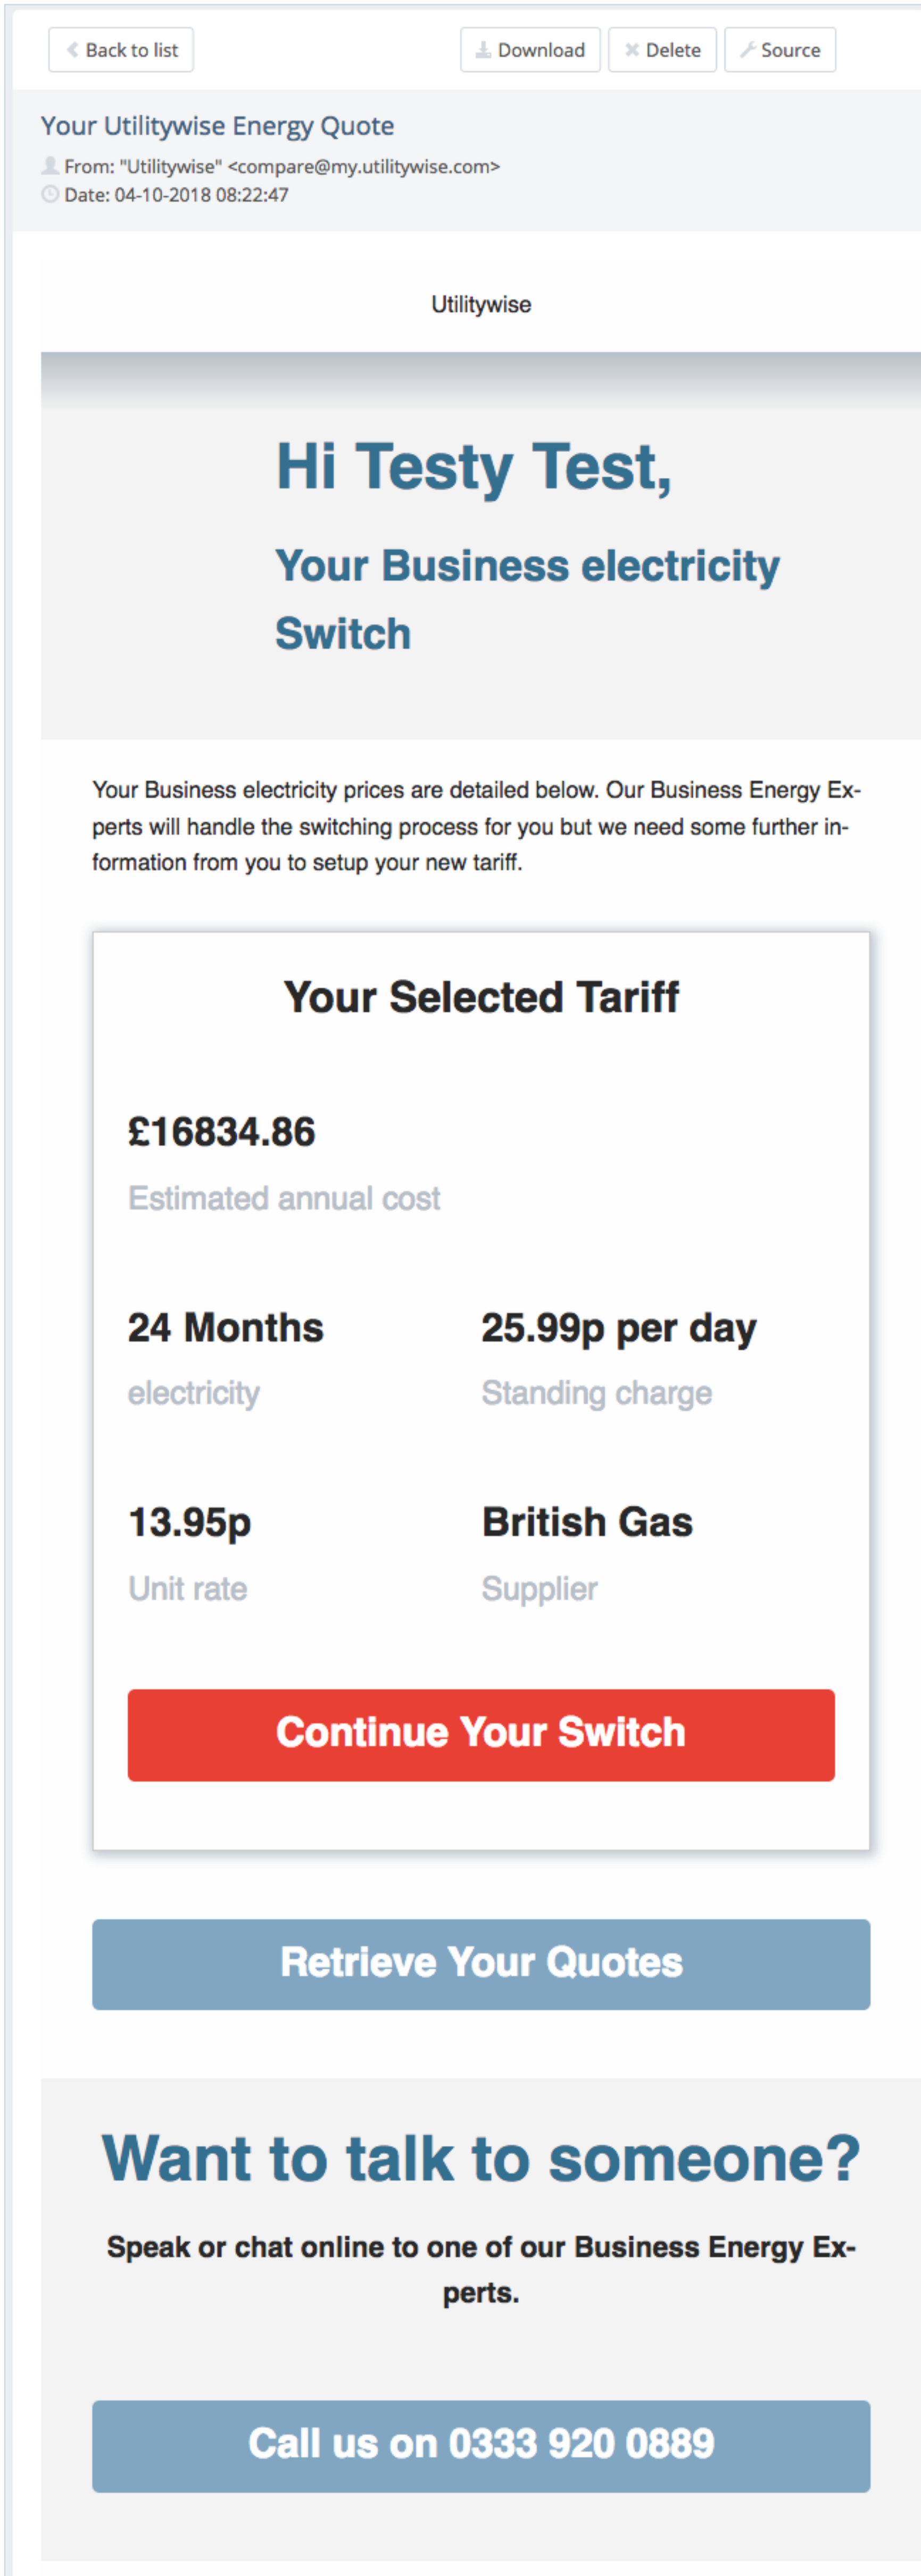 Back to list
Download
Delete
Source
Your Utilitywise Energy Quote
From: "Utilitywise" <compare@my.utilitywise.com>
Date: 04-10-2018 08:22:47
Utilitywise
Hi Testy Test,
Your Business electricity
Switch
Your Business electricity prices are detailed below. Our Business Energy Ex-
perts will handle the switching process for you but we need some further in-
formation from you to setup your new tariff.
Your Selected Tariff
£16834.86
Estimated annual cost
24 Months
electricity
25.99p per day
Standing charge
13.95p
Unit rate
British Gas
Supplier
Continue Your Switch
Retrieve Your Quotes
Want to talk to someone?
Speak or chat online to one of our Business Energy Ex-
perts.
Call us on 0333 920 0889